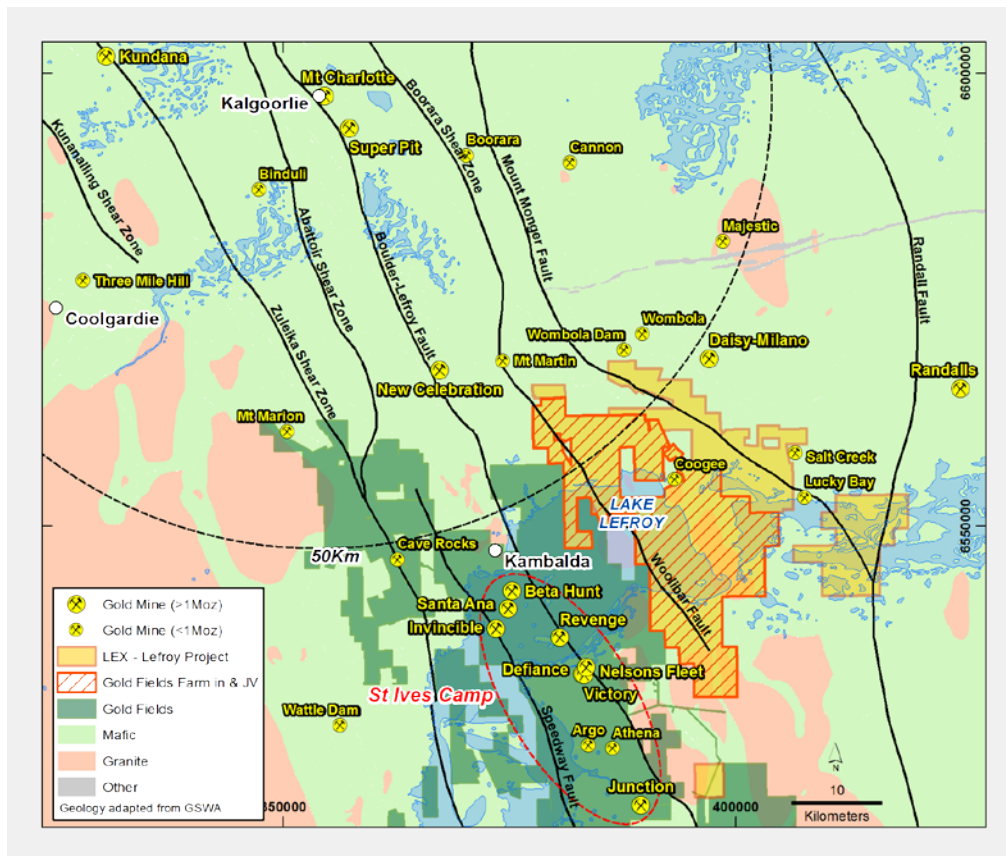 Kundana
Mt Charlotte
Kalgoorlie
Super Pit
Boorara Shear Zone
Boorara
Cannon
6600000
Kunanalling Shear Zone
Binduli
Abattoir Shear Zone
Mount Monger Fault
Majestic
Three Mile Hill
Coolgardie
Boulder-Lefroy Fault
Randall Fault
Zuleika Shear Zone
Wombola
Wombola Dam
Daisy-Milano
Mt Martin
New Celebration
Randalls
Mt Marion
Coogee
Salt Creek
Lucky Bay
LAKE
LEFROY
50Km
Cave Rocks
Kambalda
6550000
Woolibar Fault
Beta Hunt
Santa Ana
Invincible
Revenge
Defiance
Nelsons Fleet
Victory
St Ives Camp
Speedway Fault
Wattle Dam
Argo
Athena
Junction
Gold Mine (>1Moz)
Gold Mine (<1Moz)
LEX - Lefroy Project
Gold Fields Farm in & JV
Gold Fields
Mafic
Granite
Other
Geology adapted from GSWA
350000
400000
N
10
Kilometers